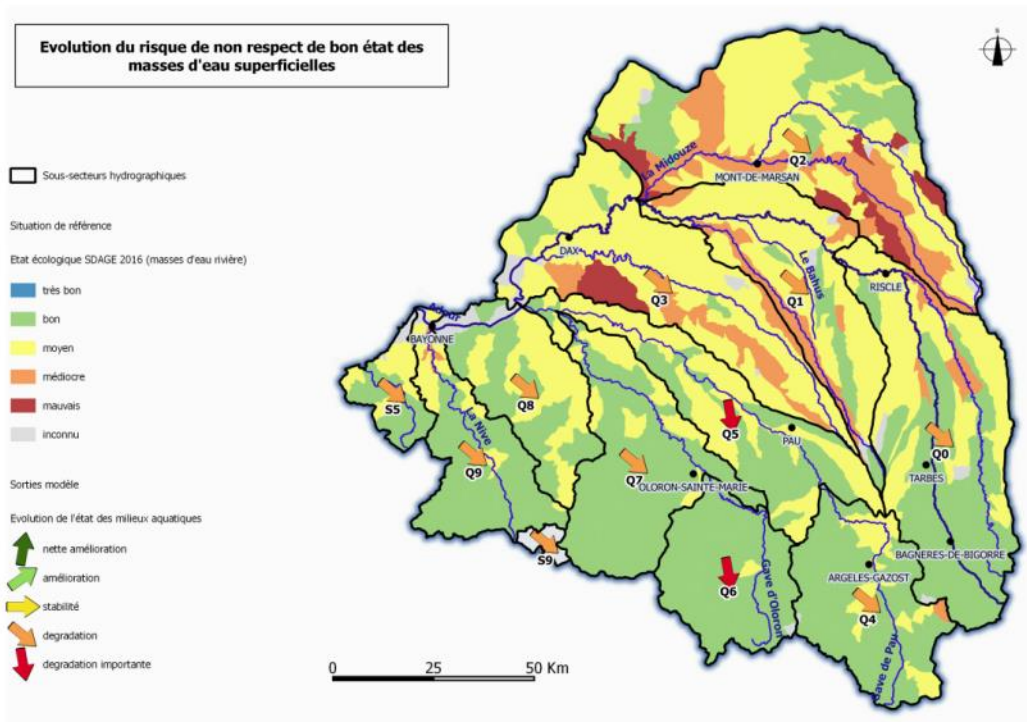 Evolution du risque de non respect de bon état des
masses d'eau superficielles
N
Sous-secteurs hydrographiques
Situation de référence
Etat écologique SDAGE 2016 (masses d'eau rivière)
très bon
bon
moyen
médiocre
mauvais
inconnu
Sorties modèle
Evolution de l'état des milieux aquatiques
nette amélioration
amélioration
stabilité
degradation
degradation importante
0 25 50 Km
La Midouze
Q2
MONT-DE-MARSAN
DAX
Le Bahus
RISCLE
Q3
Q1
Adour
BAYONNE
S5
Q8
La Nive
Q5
PAU
Q0
Q9
Q7
OLORON-SAINTE-MARIE
TARBES
S9
BAGNERES-DE-BIGORRE
ARGELES-GAZOST
Q6
Gave d'Oloron
Q4
Gave de Pau